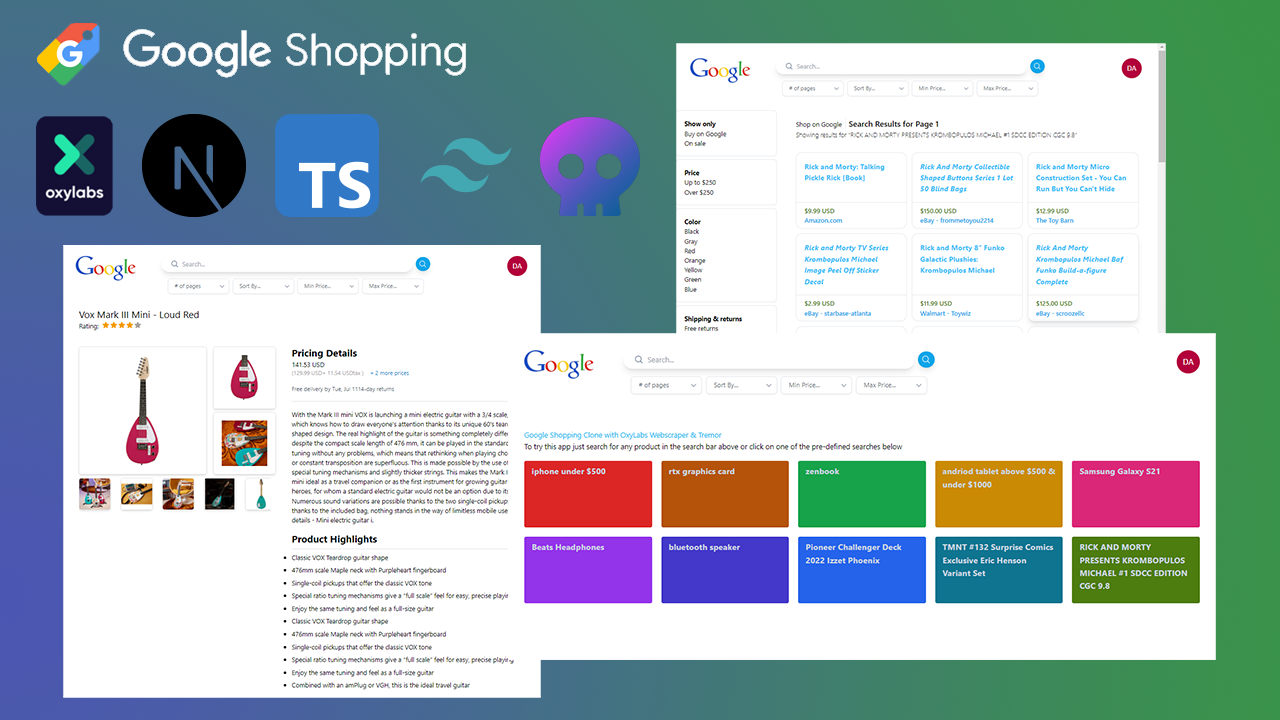 Google Shopping
oxylabs
N
TS
Google
Search...
DA
# of pages
Sort By...
Min Price...
Max Price...
Show only
Buy on Google
On sale
Price
Up to $250
Over $250
Color
Black
Gray
Red
Orange
Yellow
Green
Blue
Shipping & returns
Free returns
Shop on Google Search Results for Page 1
Showing results for "RICK AND MORTY PRESENTS KROMBOPULOS MICHAEL #1 SDCC EDITION CGC 9.8"
Rick and Morty: Talking
Pickle Rick [Book]
$9.99 USD
Amazon.com
Rick And Morty Collectible
Shaped Buttons Series 1 Lot
50 Blind Bags
$150.00 USD
eBay - frommetoyou2214
Rick and Morty Micro
Construction Set - You Can
Run But You Can't Hide
$12.99 USD
The Toy Barn
Rick and Morty TV Series
Krombopulos Michael
Image Peel Off Sticker
Decal
$2.99 USD
eBay - starbase-atlanta
Rick and Morty 8" Funko
Galactic Plushies:
Krombopulos Michael
$11.99 USD
Walmart - Toywiz
Rick And Morty
Krombopulos Michael Baf
Funko Build-a-figure
Complete
$125.00 USD
eBay - scroozellc
Google
Search...
DA
# of pages
Sort By...
Min Price...
Max Price...
Vox Mark III Mini - Loud Red
Rating:
Pricing Details
141.53 USD
(129.99 USD+ 11.54 USDtax ) + 2 more prices
Free delivery by Tue, Jul 1114-day returns
With the Mark III mini VOX is launching a mini electric guitar with a 3/4 scale,
which knows how to draw everyone's attention thanks to its unique 60's tear
shaped design. The real highlight of the guitar is something completely differe
despite the compact scale length of 476 mm, it can be played in the standard
tuning without any problems, which means that rethinking when playing cho
or constant transposition are superfluous. This is made possible by the use of
special tuning mechanisms and slightly thicker strings. This makes the Mark I
mini ideal as a travel companion or as the first instrument for growing guitar
heroes, for whom a standard electric guitar would not be an option due to its
Numerous sound variations are possible thanks to the two single-coil pickup
thanks to the included bag, nothing stands in the way of limitless mobile use
details - Mini electric guitar i.
Product Highlights
Classic VOX Teardrop guitar shape
476mm scale Maple neck with Purpleheart fingerboard
Single-coil pickups that offer the classic VOX tone
Special ratio tuning mechanisms give a "full scale" feel for easy, precise playin
Enjoy the same tuning and feel as a full-size guitar
Classic VOX Teardrop guitar shape
476mm scale Maple neck with Purpleheart fingerboard
Single-coil pickups that offer the classic VOX tone
Special ratio tuning mechanisms give a "full scale" feel for easy, precise playing
Enjoy the same tuning and feel as a full-size guitar
Combined with an amPlug or VGH, this is the ideal travel guitar
Google
Search...
DA
# of pages
Sort By...
Min Price...
Max Price...
Google Shopping Clone with OxyLabs Webscraper & Tremor
To try this app just search for any product in the search bar above or click on one of the pre-defined searches below
iphone under $500
rtx graphics card
zenbook
andriod tablet above $500 &
under $1000
Samsung Galaxy S21
Beats Headphones
bluetooth speaker
Pioneer Challenger Deck
2022 Izzet Phoenix
TMNT #132 Surprise Comics
Exclusive Eric Henson
Variant Set
RICK AND MORTY
PRESENTS KROMBOPULOS
MICHAEL #1 SDCC EDITION
CGC 9.8